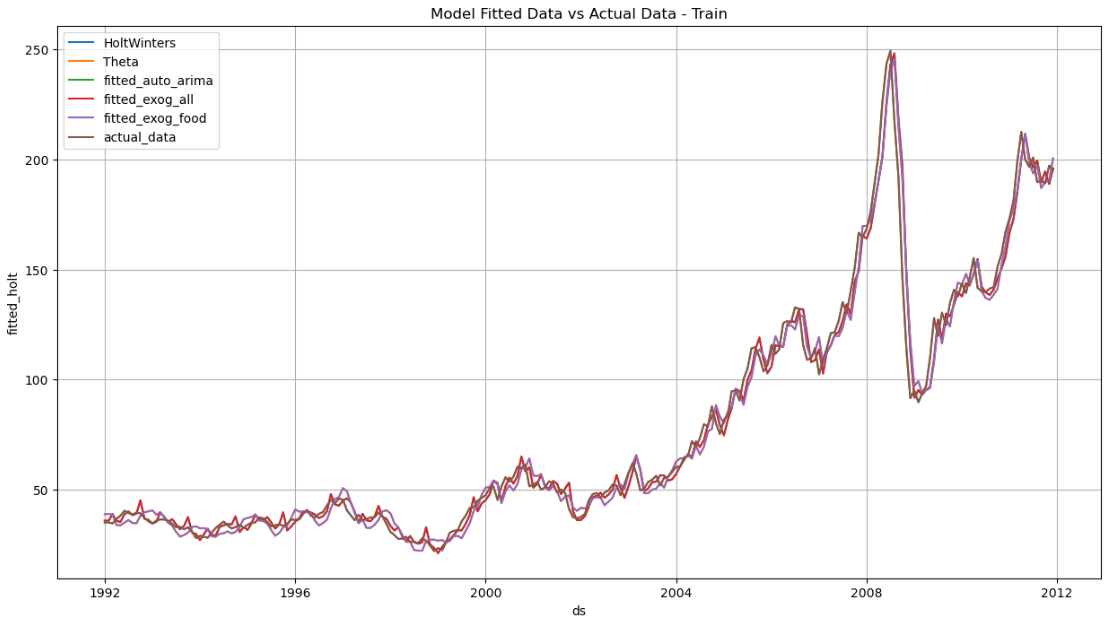 Model Fitted Data vs Actual Data - Train
HoltWinters
Theta
fitted_auto_arima
fitted_exog_all
fitted_exog_food
actual_data
250
200
150
100
50
fitted_holt
1992
1996
2000
2004
2008
2012
ds